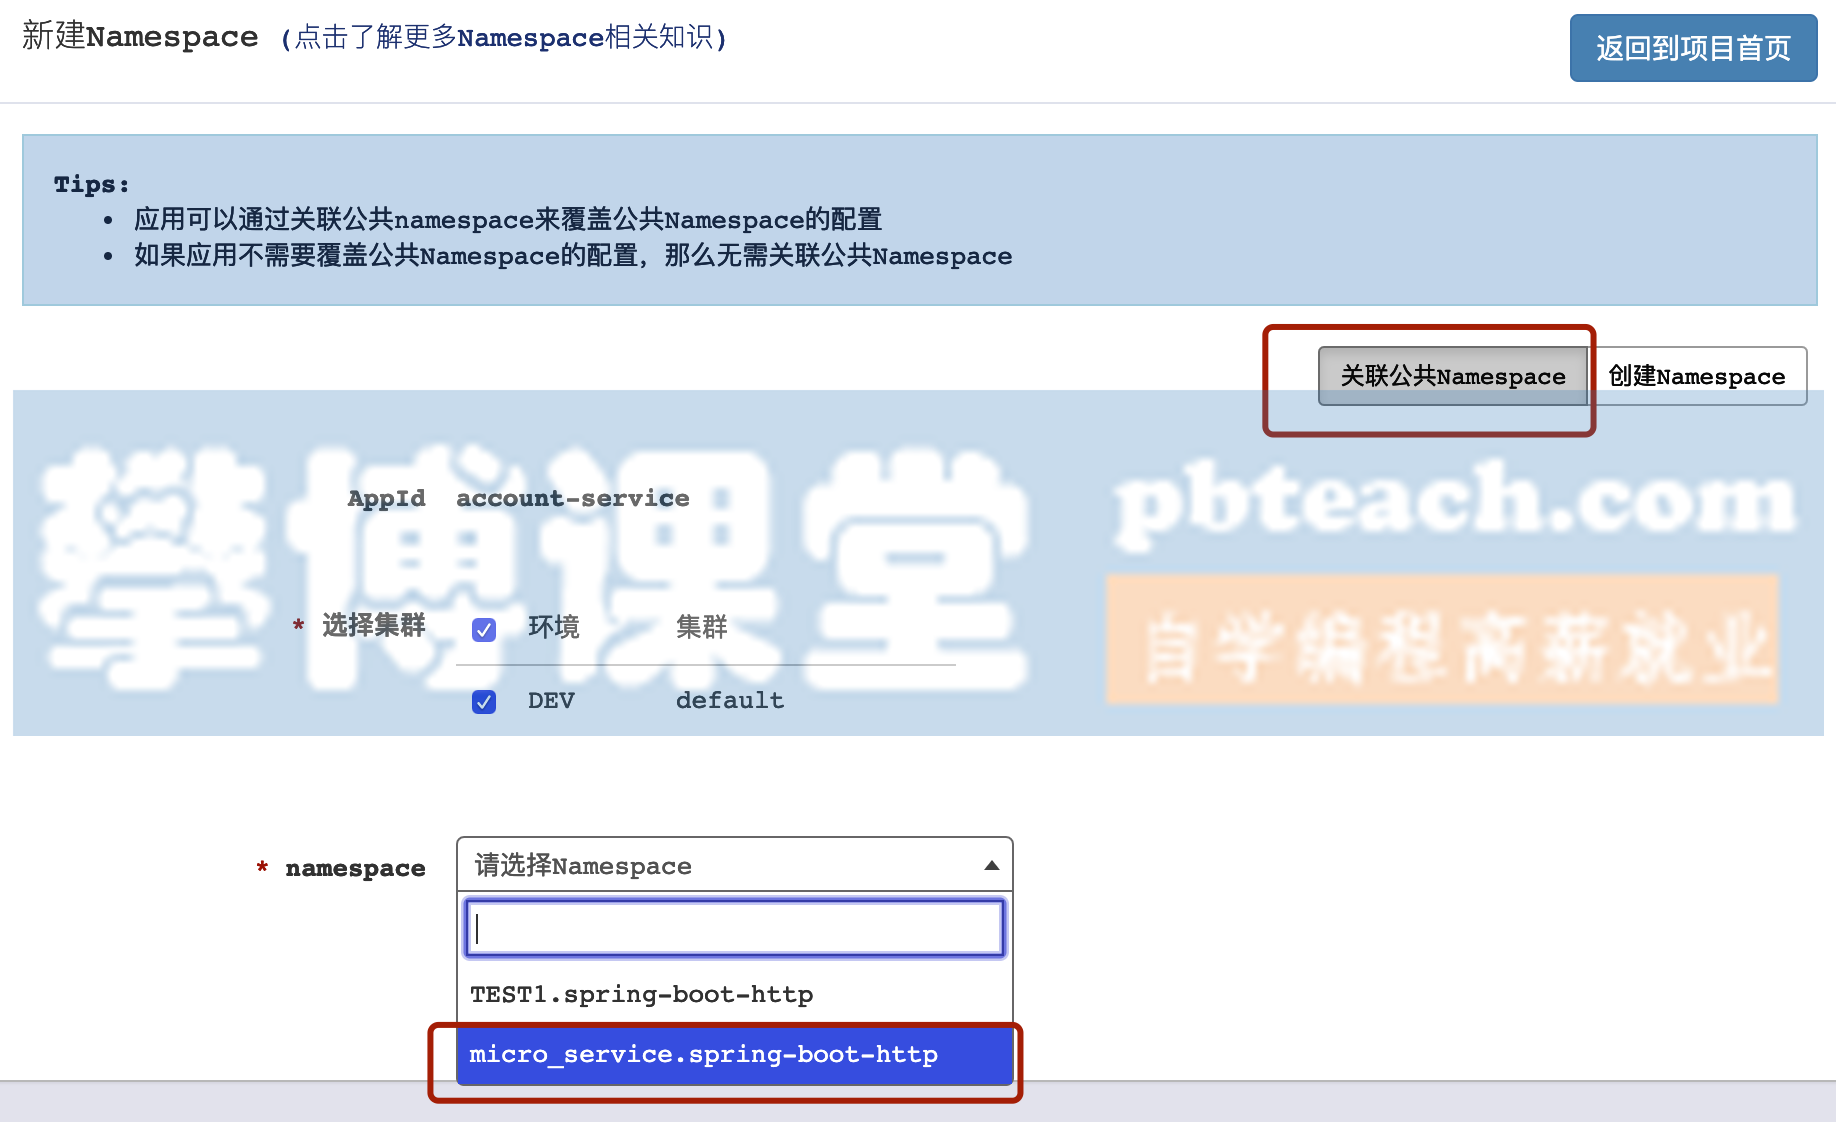 新建Namespace (点击了解更多Namespace相关知识)
返回到项目首页
Tips:
• 应用可以通过关联公共namespace来覆盖公共Namespace的配置
• 如果应用不需要覆盖公共Namespace的配置，那么无需关联公共Namespace
关联公共Namespace
创建Namespace
攀博课堂
pbteach.com
自学编程高薪就业
AppId account-service
* 选择集群
环境 集群
DEV default
* namespace
请选择Namespace
TEST1.spring-boot-http
micro_service.spring-boot-http